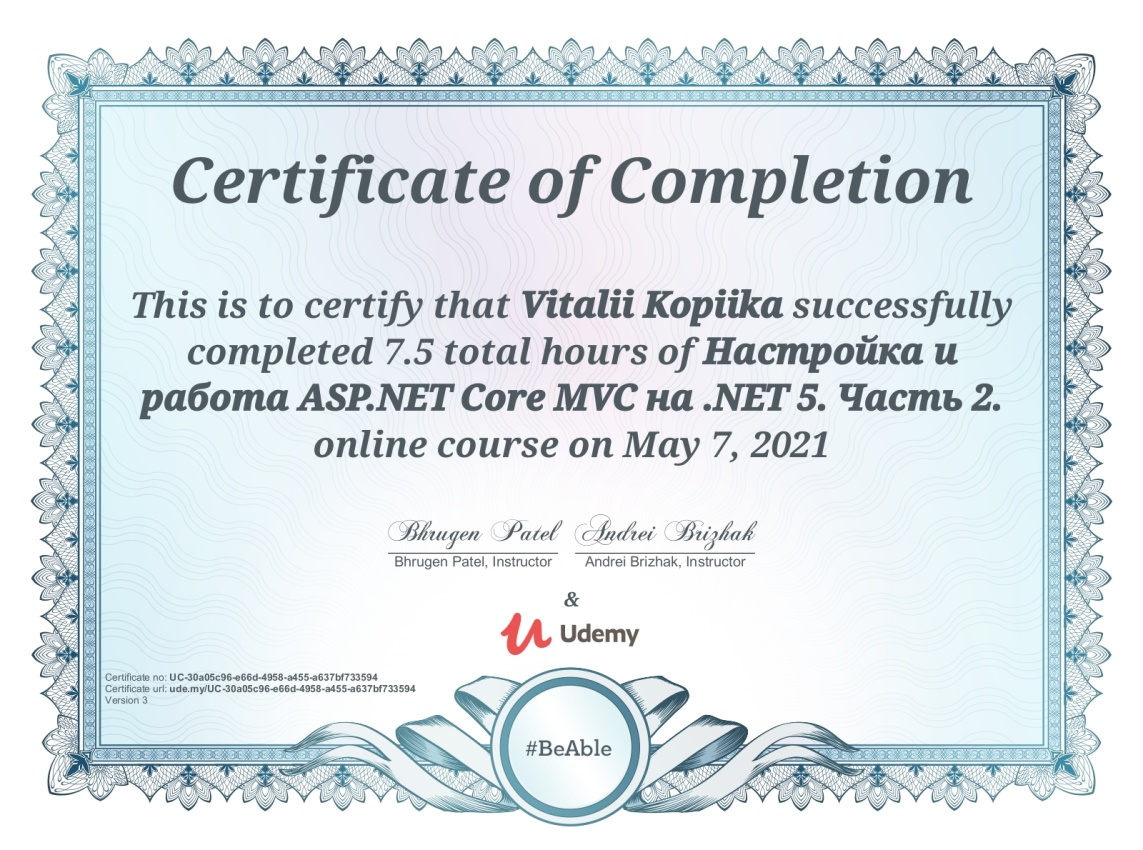 Certificate of Completion
This is to certify that Vitalii Kopiika successfully
completed 7.5 total hours of Настройка и
работа ASP.NET Core MVC на .NET 5. Часть 2.
online course on May 7, 2021
Bhrugen Patel Andrei Brizhak
Bhrugen Patel, Instructor Andrei Brizhak, Instructor
&
Udemy
Certificate no: UC-30a05c96-e66d-4958-a455-a637bf733594
Certificate url: ude.my/UC-30a05c96-e66d-4958-a455-a637bf733594
Version 3
#BeAble